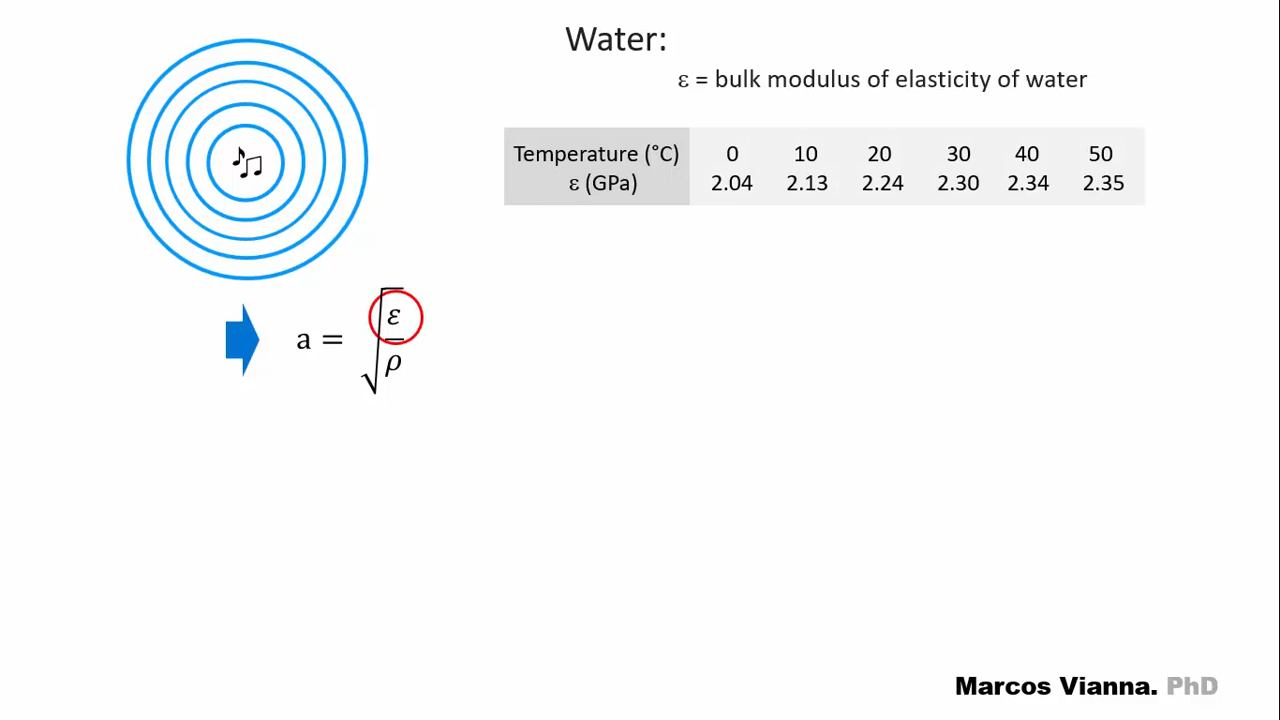 Water:
ε = bulk modulus of elasticity of water
Temperature (°C) 0 10 20 30 40 50
ε (GPa) 2.04 2.13 2.24 2.30 2.34 2.35
a = √(ε/ρ)
Marcos Vianna. PhD